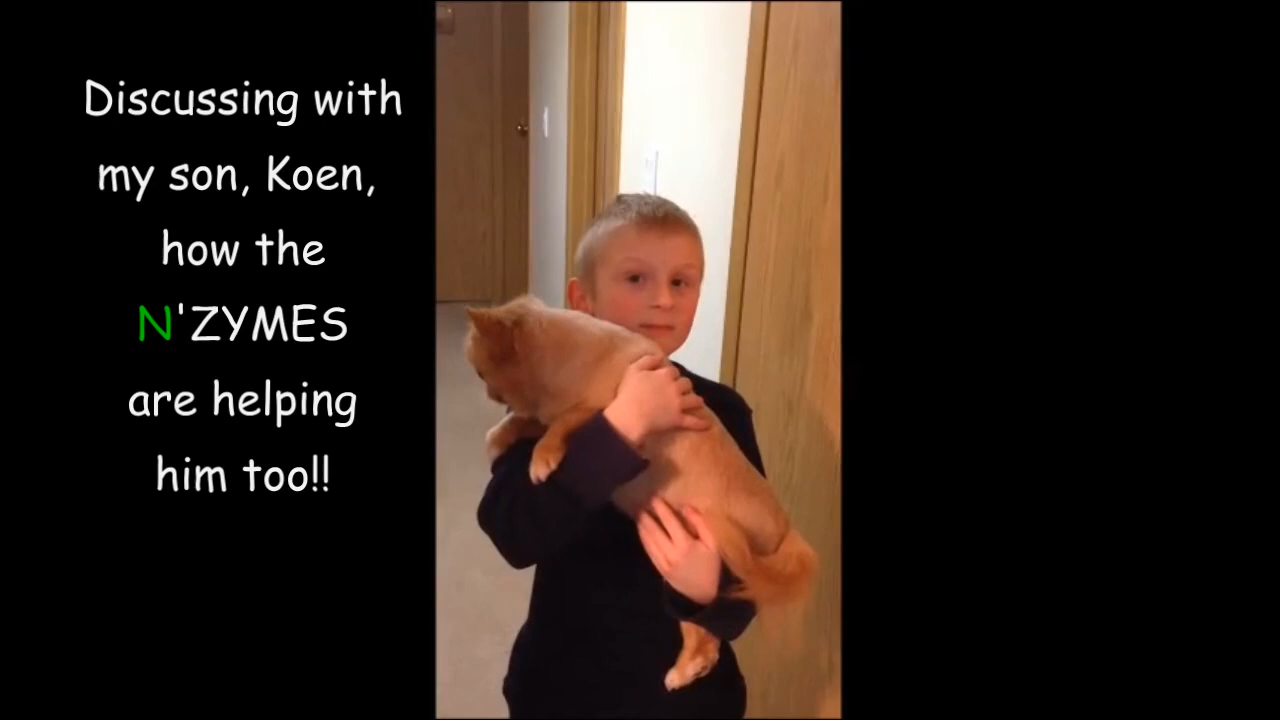 Discussing with
my son, Koen,
how the
N'ZYMES
are helping
him too!!